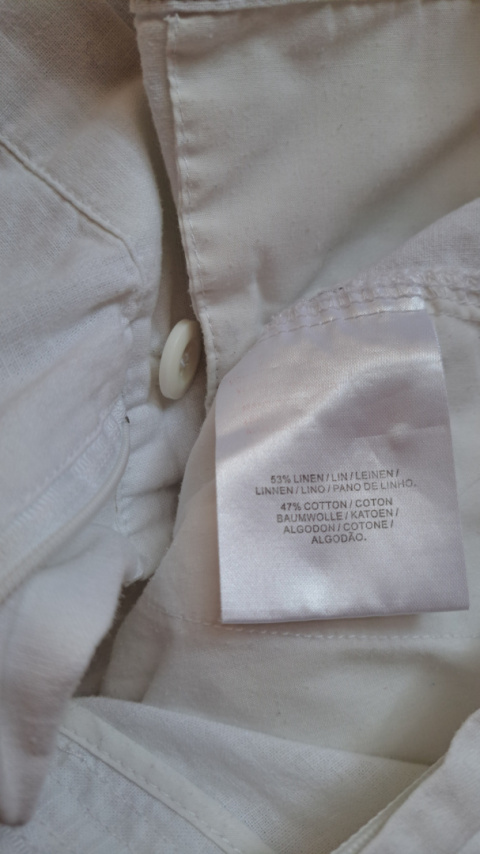 53% LINEN / LIN / LEINEN /
LINNEN / LINO / PANO DE LINHO.
47% COTTON / COTON
BAUMWOLLE / KATOEN /
ALGODON / COTONE /
ALGODÃO.